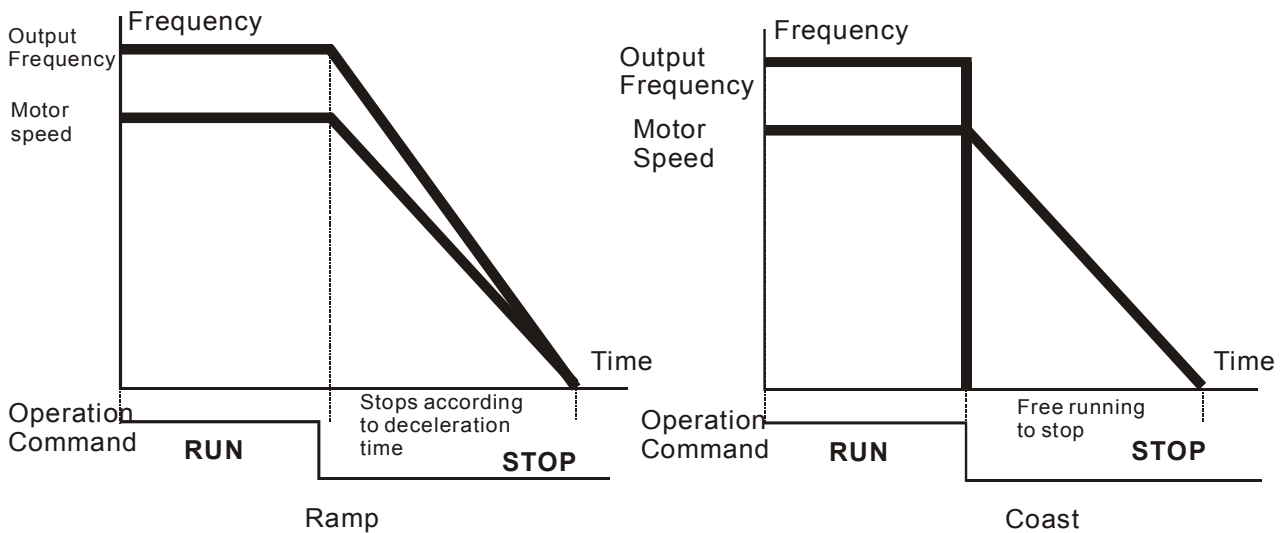 Frequency
Output
Frequency
Motor
speed
Time
Operation
Command
RUN
Stops according
to deceleration
time
STOP
Ramp
Frequency
Output
Frequency
Motor
Speed
Time
Operation
Command
RUN
Free running
to stop
STOP
Coast